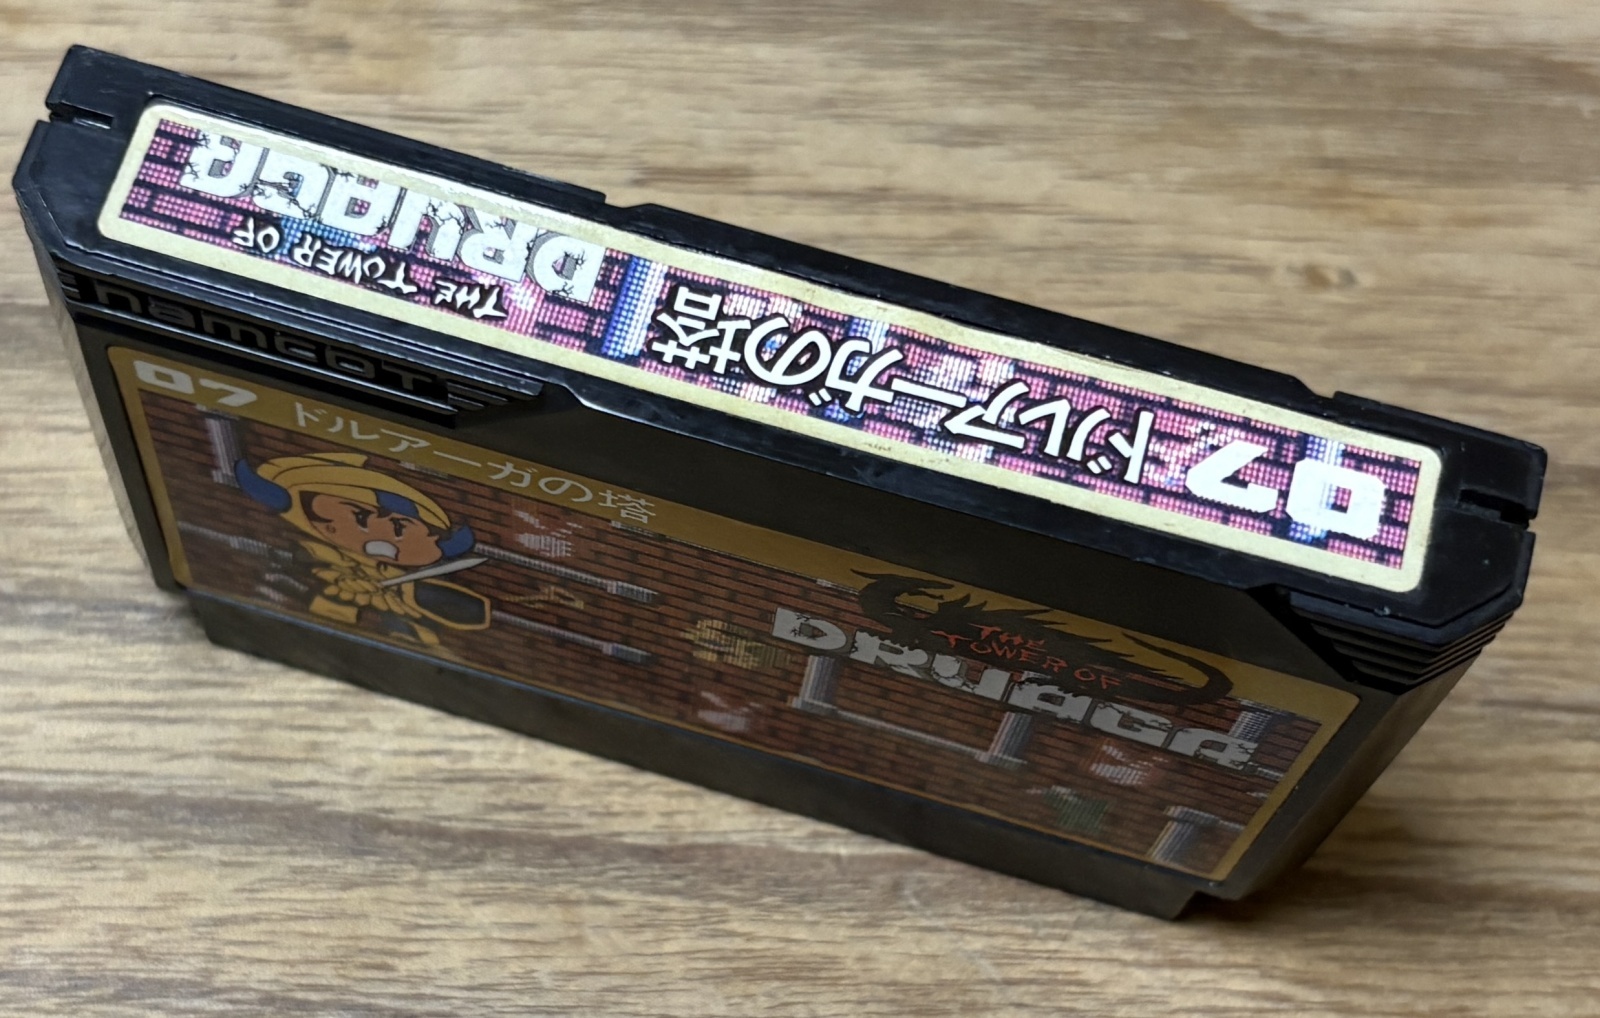 07 ドルアーガの塔
THE TOWER OF
DRUAGA
namcot
07 ドルアーガの塔
THE
TOWER OF
DRUAGA